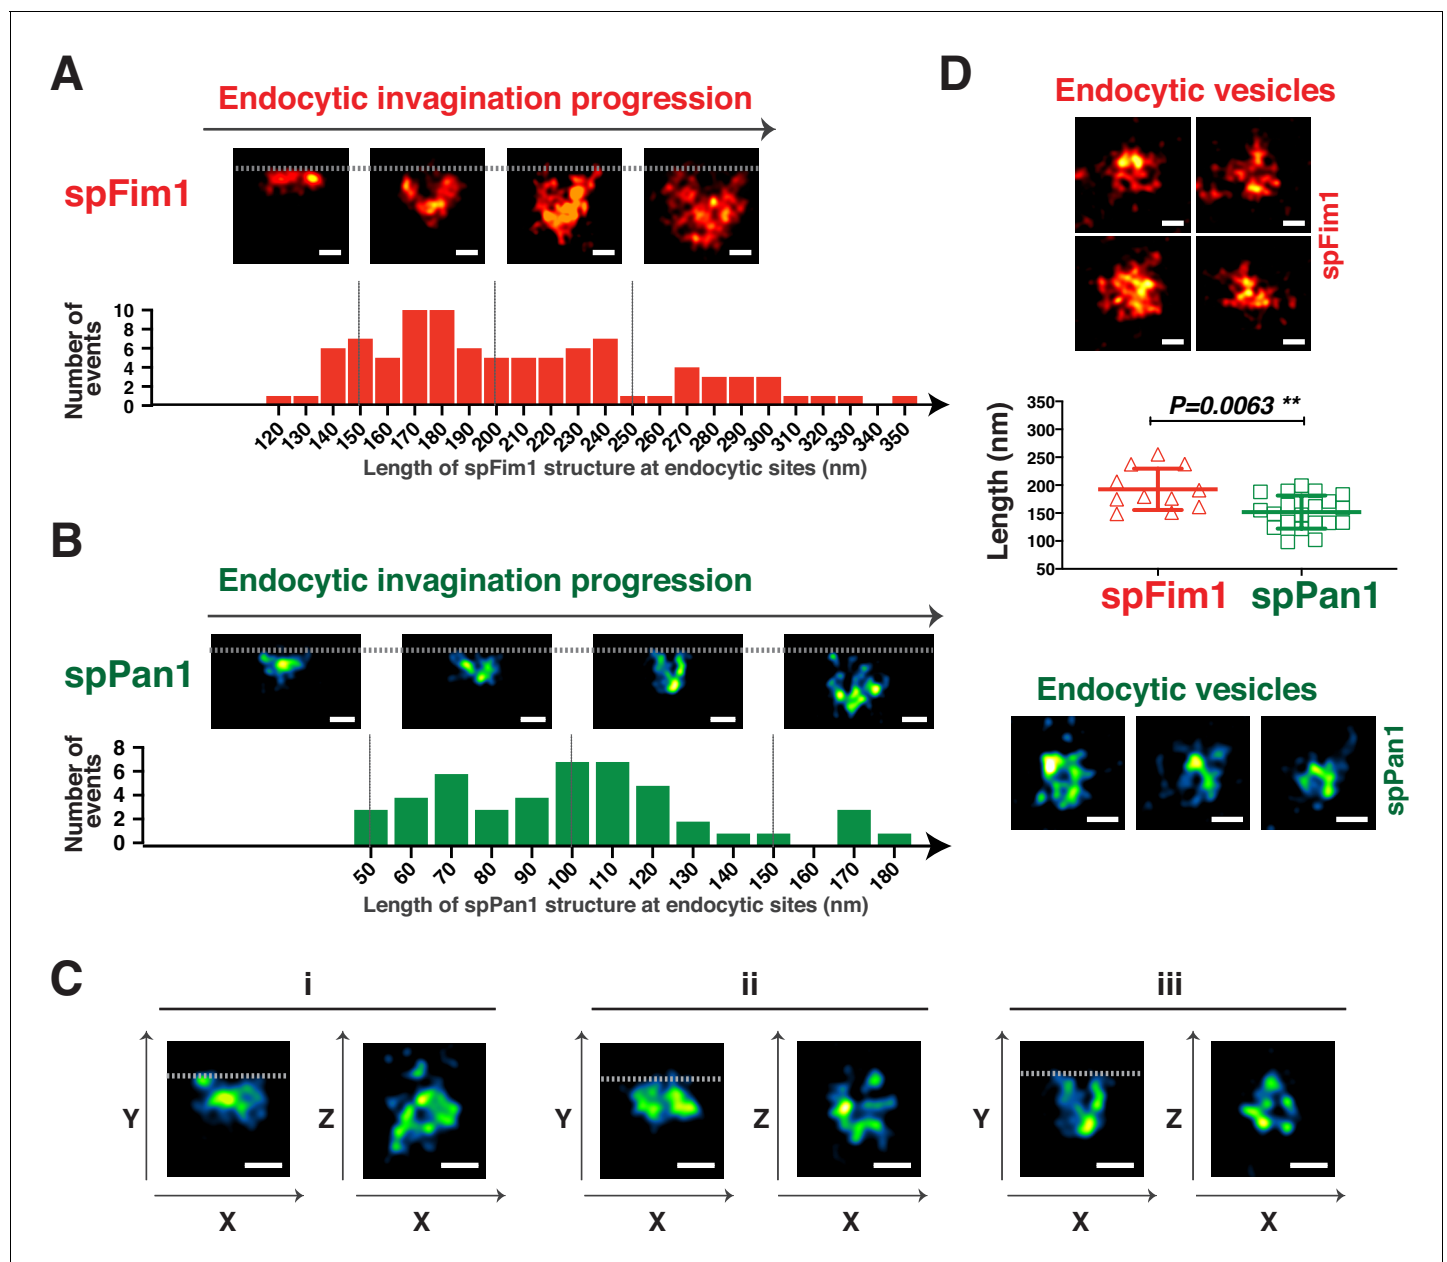 A
Endocytic invagination progression
spFim1
Number of
events
10
8
6
4
2
0
120 130 140 150 160 170 180 190 200 210 220 230 240 250 260 270 280 290 300 310 320 330 340 350
Length of spFim1 structure at endocytic sites (nm)
B
Endocytic invagination progression
spPan1
Number of
events
8
6
4
2
0
50 60 70 80 90 100 110 120 130 140 150 160 170 180
Length of spPan1 structure at endocytic sites (nm)
C
i
Y
X
Z
X
ii
Y
X
Z
X
iii
Y
X
Z
X
D
Endocytic vesicles
spFim1
Length (nm)
350
300
250
200
150
100
50
P=0.0063 **
spFim1 spPan1
Endocytic vesicles
spPan1